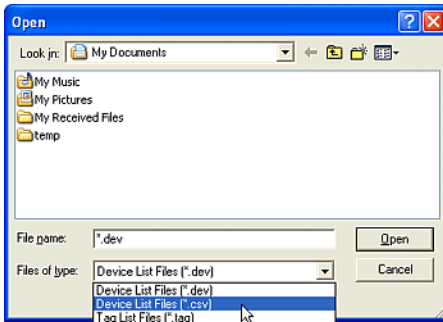 Open
Look in: My Documents
My Music
My Pictures
My Received Files
temp
File name: *.dev Open
Files of type: Device List Files (*.dev) Cancel
Device List Files (*.dev)
Device List Files (*.csv)
Tag List Files (*.tag)